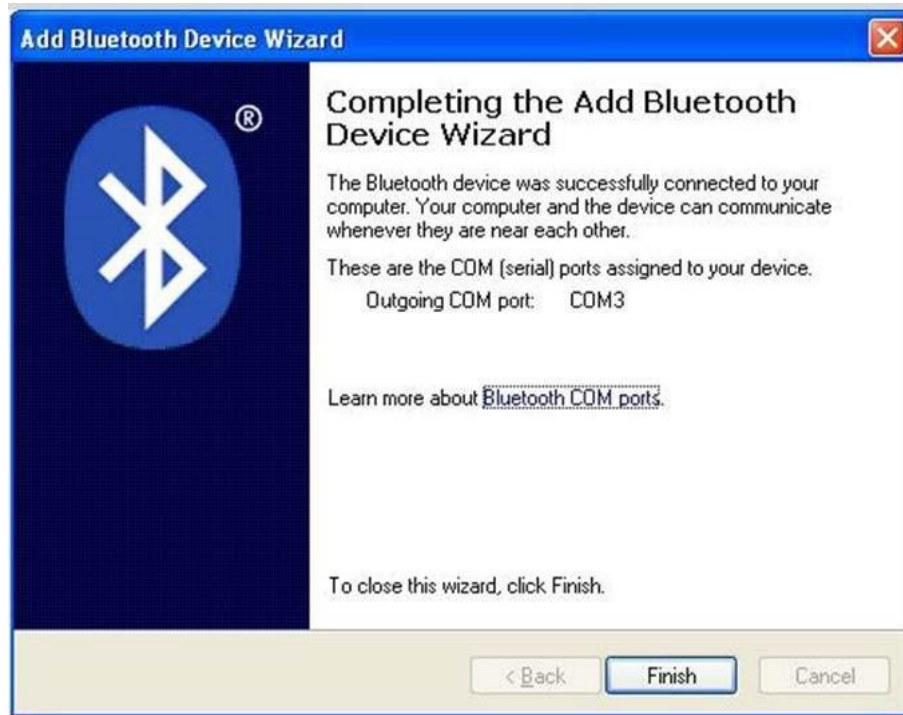 Add Bluetooth Device Wizard
®
Completing the Add Bluetooth
Device Wizard
The Bluetooth device was successfully connected to your
computer. Your computer and the device can communicate
whenever they are near each other.
These are the COM (serial) ports assigned to your device.
Outgoing COM port: COM3
Learn more about Bluetooth COM ports.
To close this wizard, click Finish.
< Back Finish Cancel